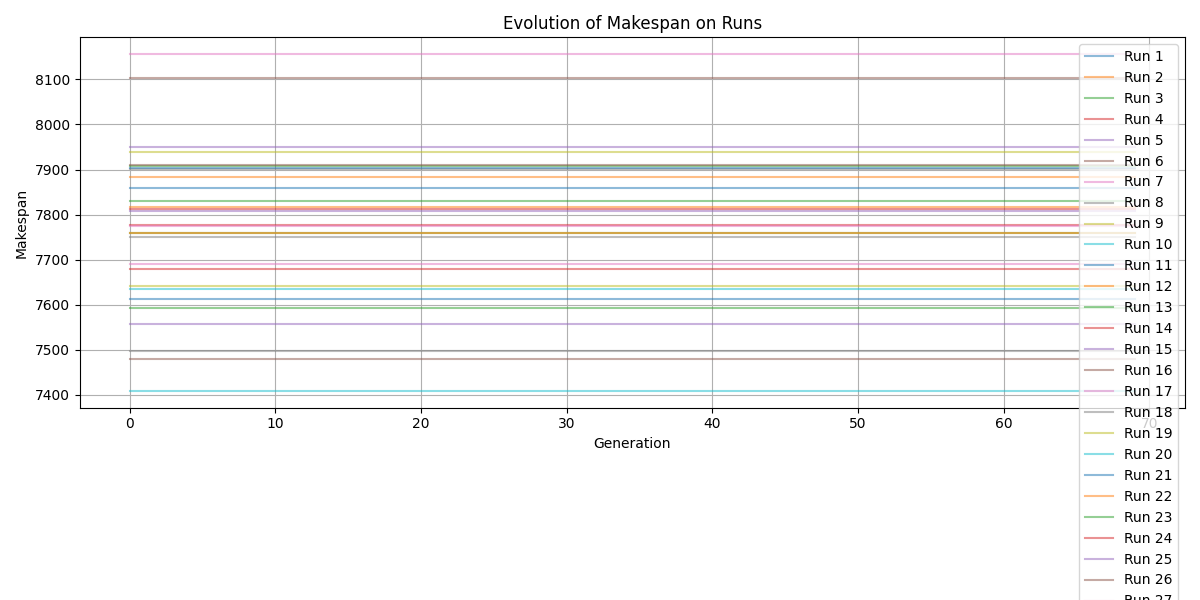 Evolution of Makespan on Runs
Makespan
8100
8000
7900
7800
7700
7600
7500
7400
0 10 20 30 40 50 60 70
Generation
Run 1
Run 2
Run 3
Run 4
Run 5
Run 6
Run 7
Run 8
Run 9
Run 10
Run 11
Run 12
Run 13
Run 14
Run 15
Run 16
Run 17
Run 18
Run 19
Run 20
Run 21
Run 22
Run 23
Run 24
Run 25
Run 26
Run 27